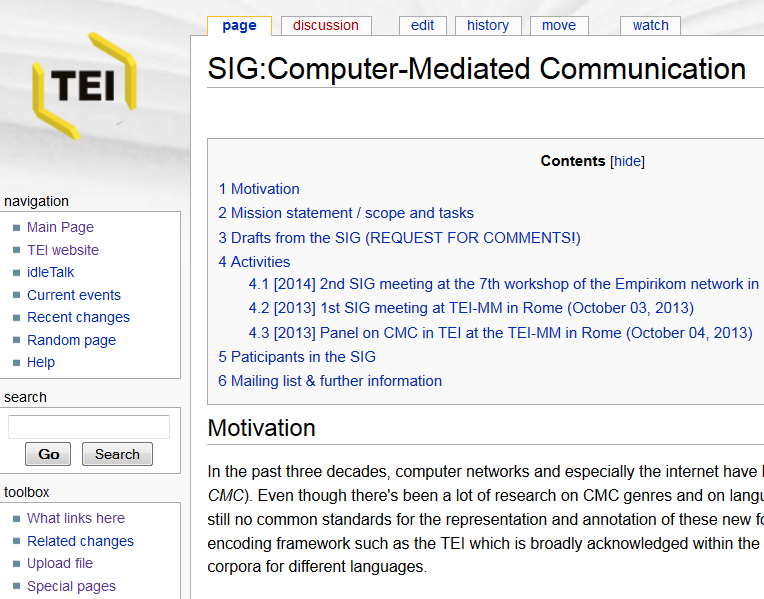 page
discussion
edit
history
move
watch
TEI
SIG:Computer-Mediated Communication
Contents [hide]
1 Motivation
2 Mission statement / scope and tasks
3 Drafts from the SIG (REQUEST FOR COMMENTS!)
4 Activities
4.1 [2014] 2nd SIG meeting at the 7th workshop of the Empirikom network in
4.2 [2013] 1st SIG meeting at TEI-MM in Rome (October 03, 2013)
4.3 [2013] Panel on CMC in TEI at the TEI-MM in Rome (October 04, 2013)
5 Paticipants in the SIG
6 Mailing list & further information
navigation
Main Page
TEI website
idleTalk
Current events
Recent changes
Random page
Help
search
Go
Search
toolbox
What links here
Related changes
Upload file
Special pages
Motivation
In the past three decades, computer networks and especially the internet have
CMC). Even though there's been a lot of research on CMC genres and on
still no common standards for the representation and annotation of these new
encoding framework such as the TEI which is broadly acknowledged within the
corpora for different languages.